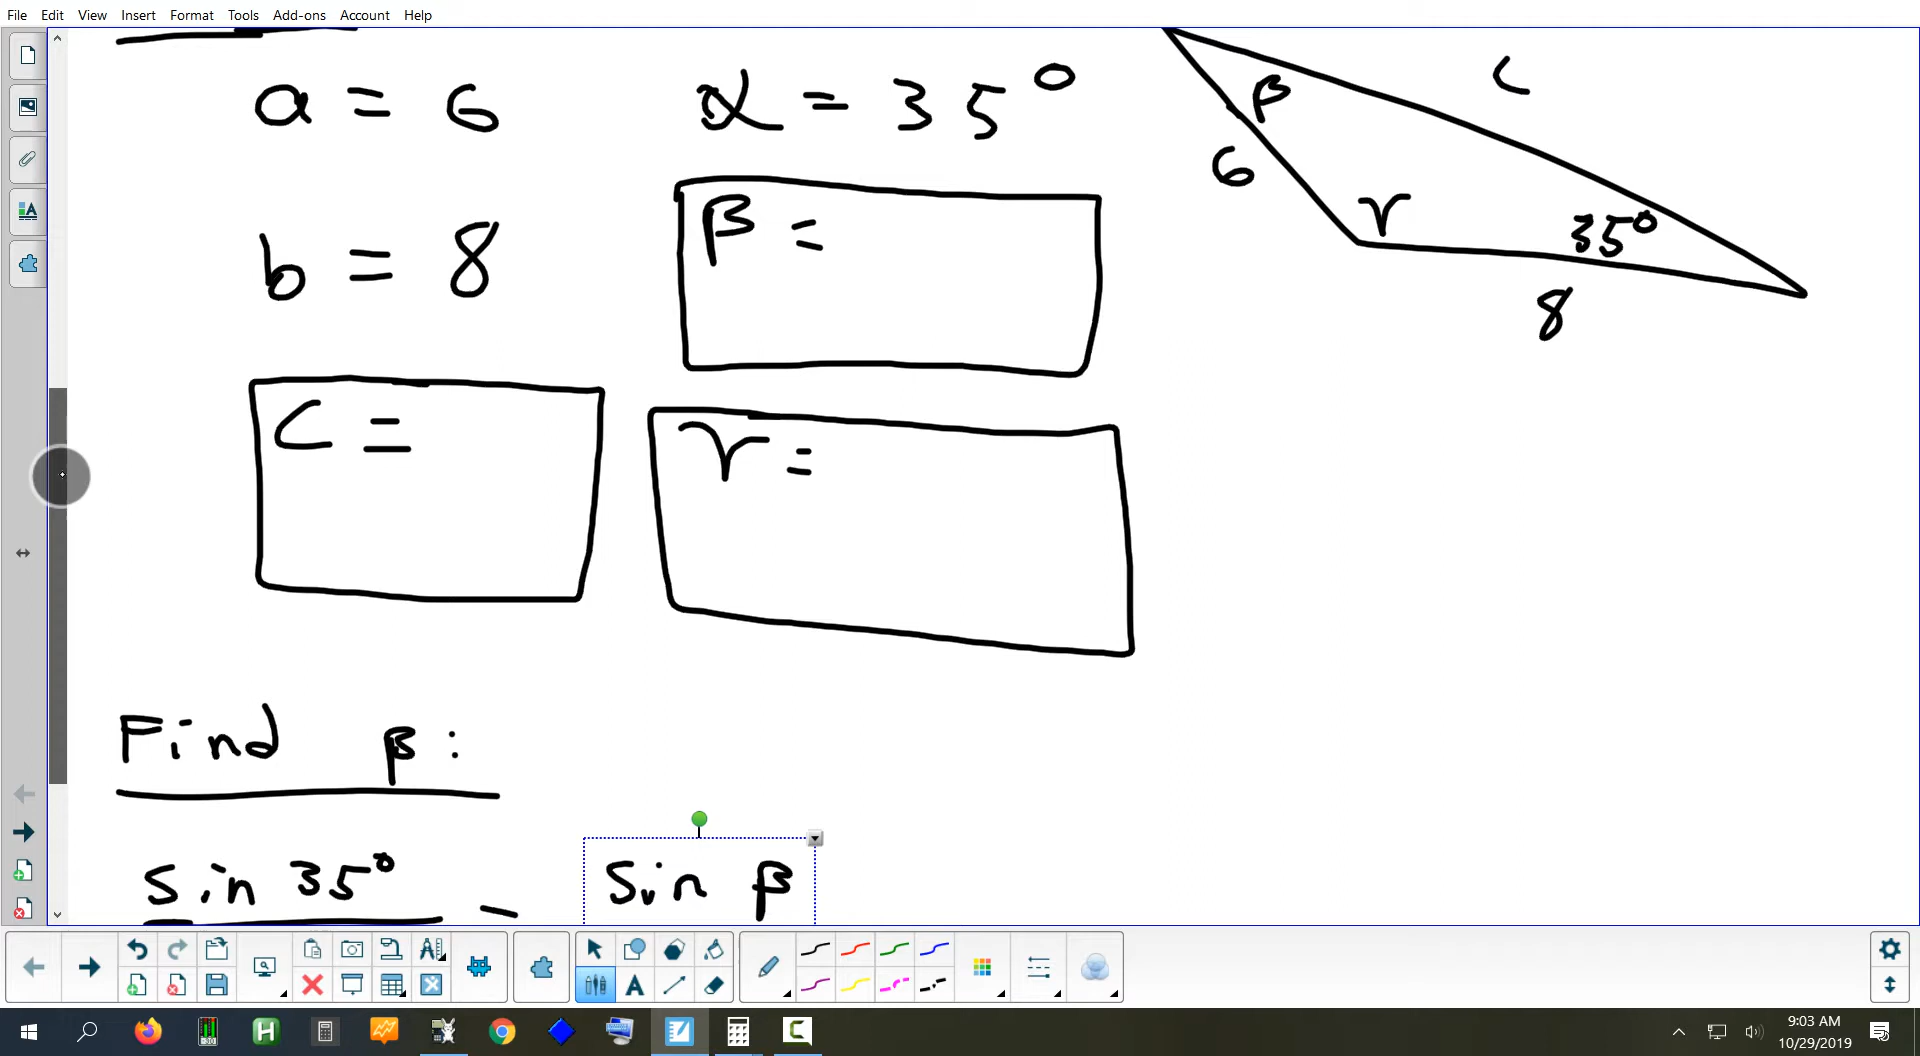 File Edit View Insert Format Tools Add-ons Account Help
a = 6
α = 35°
β
c
6
γ
35°
8
b = 8
β =
c =
γ =
Find β:
Sin 35° = Sin β
9:03 AM
10/29/2019